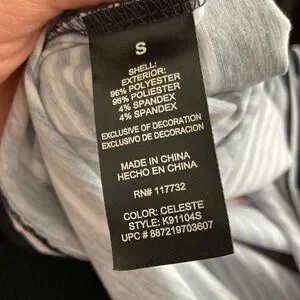 S
SHELL:
EXTERIOR:
96% POLYESTER
96% POLIESTER
4% SPANDEX
4% SPANDEX
EXCLUSIVE OF DECORATION
EXCLUSIVO DE DECORACION
MADE IN CHINA
HECHO EN CHINA
RN# 117732
COLOR: CELESTE
STYLE: K91104S
UPC # 887219703607